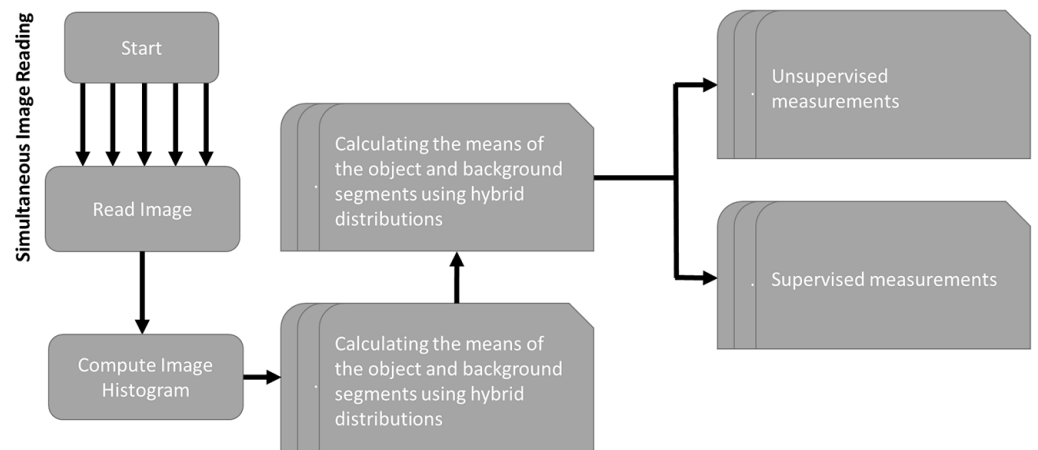 Simultaneous Image Reading
Start
Read Image
Compute Image
Histogram
Calculating the means of
the object and background
segments using hybrid
distributions
Calculating the means of
the object and background
segments using hybrid
distributions
Unsupervised
measurements
Supervised measurements